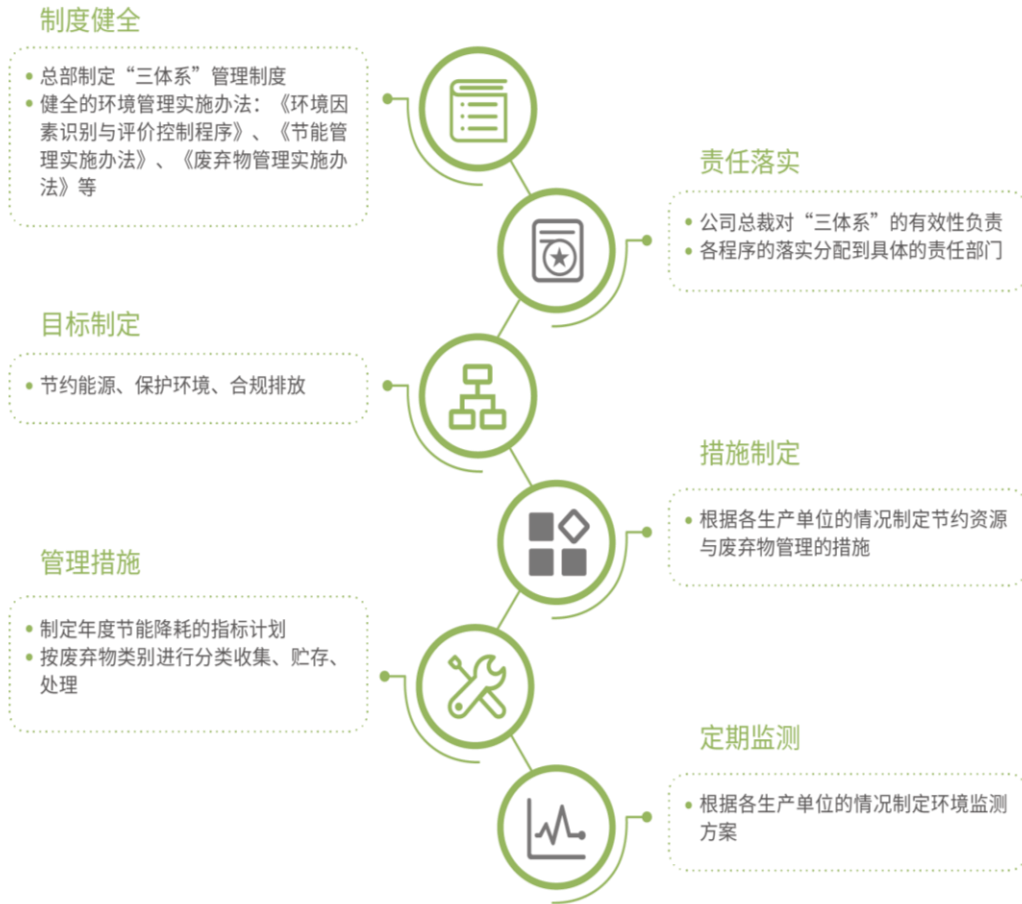 制度健全
• 总部制定“三体系”管理制度
• 健全的环境管理实施办法：《环境因
素识别与评价控制程序》、《节能管
理实施办法》、《废弃物管理实施办
法》等
责任落实
• 公司总裁对“三体系”的有效性负责
• 各程序的落实分配到具体的责任部门
目标制定
• 节约能源、保护环境、合规排放
措施制定
• 根据各生产单位的情况制定节约资源
与废弃物管理的措施
管理措施
• 制定年度节能降耗的指标计划
• 按废弃物类别进行分类收集、贮存、
处理
定期监测
• 根据各生产单位的情况制定环境监测
方案